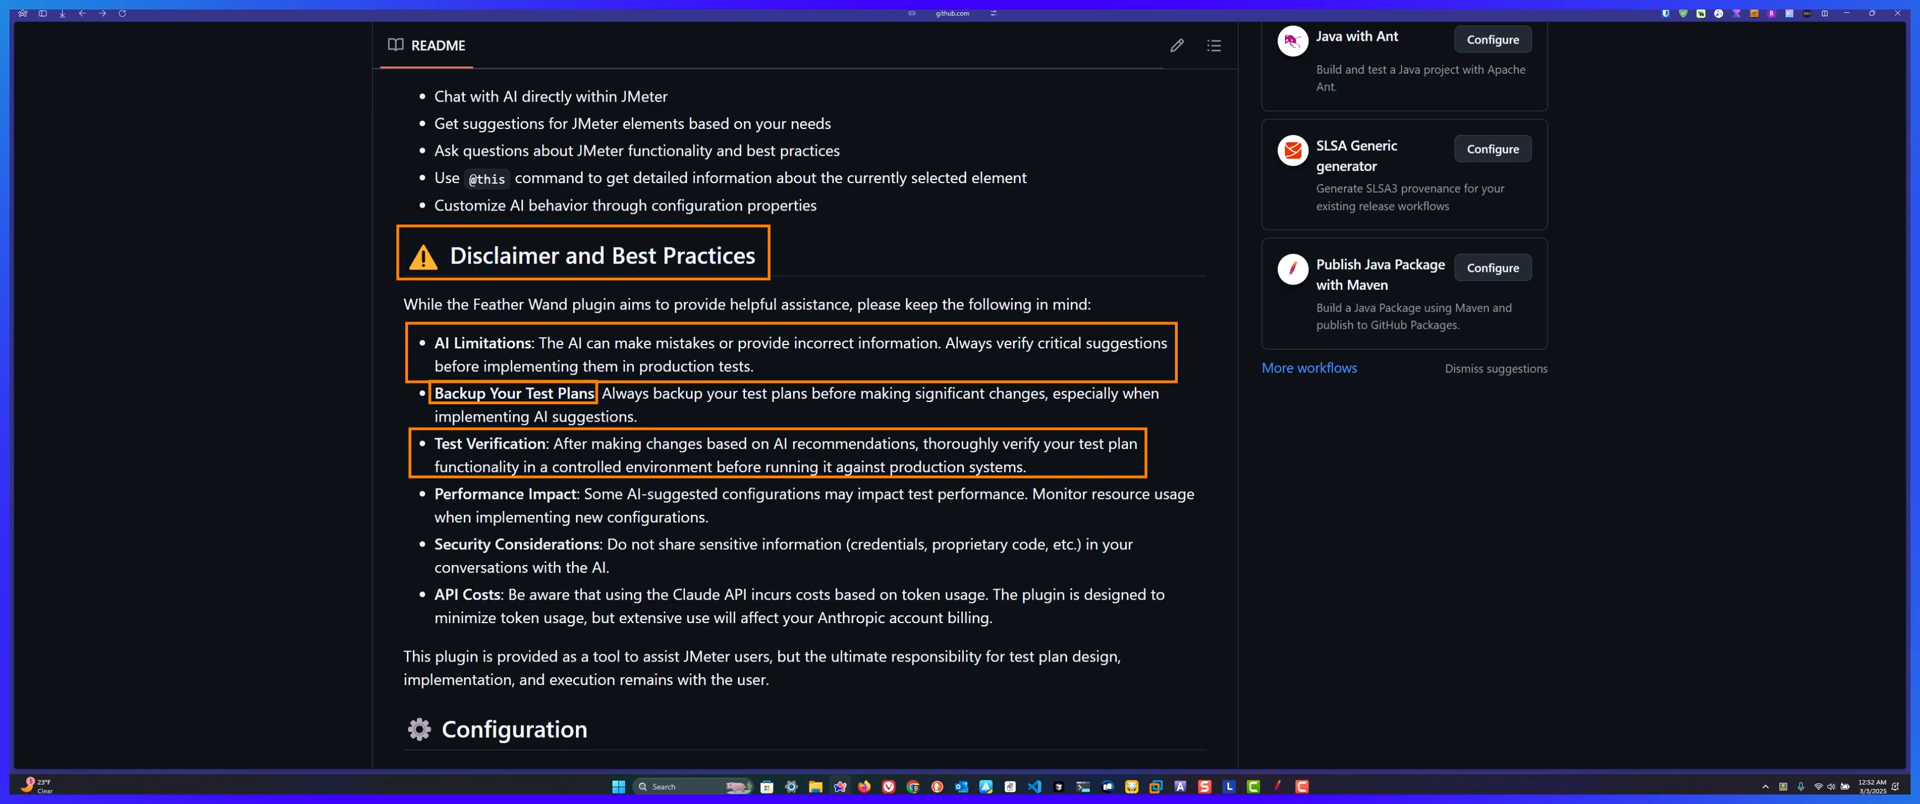 github.com
README
Chat with AI directly within JMeter
Get suggestions for JMeter elements based on your needs
Ask questions about JMeter functionality and best practices
Use @this command to get detailed information about the currently selected element
Customize AI behavior through configuration properties
Disclaimer and Best Practices
While the Feather Wand plugin aims to provide helpful assistance, please keep the following in mind:
AI Limitations: The AI can make mistakes or provide incorrect information. Always verify critical suggestions
before implementing them in production tests.
Backup Your Test Plans Always backup your test plans before making significant changes, especially when
implementing AI suggestions.
Test Verification: After making changes based on AI recommendations, thoroughly verify your test plan
functionality in a controlled environment before running it against production systems.
Performance Impact: Some AI-suggested configurations may impact test performance. Monitor resource usage
when implementing new configurations.
Security Considerations: Do not share sensitive information (credentials, proprietary code, etc.) in your
conversations with the AI.
API Costs: Be aware that using the Claude API incurs costs based on token usage. The plugin is designed to
minimize token usage, but extensive use will affect your Anthropic account billing.
This plugin is provided as a tool to assist JMeter users, but the ultimate responsibility for test plan design,
implementation, and execution remains with the user.
Configuration
Java with Ant
Configure
Build and test a Java project with Apache
Ant.
SLSA Generic
generator
Configure
Generate SLSA3 provenance for your
existing release workflows
Publish Java Package
with Maven
Configure
Build a Java Package using Maven and
publish to GitHub Packages.
More workflows
Dismiss suggestions
23°F
Clear
Search
12:52 AM
3/3/2025